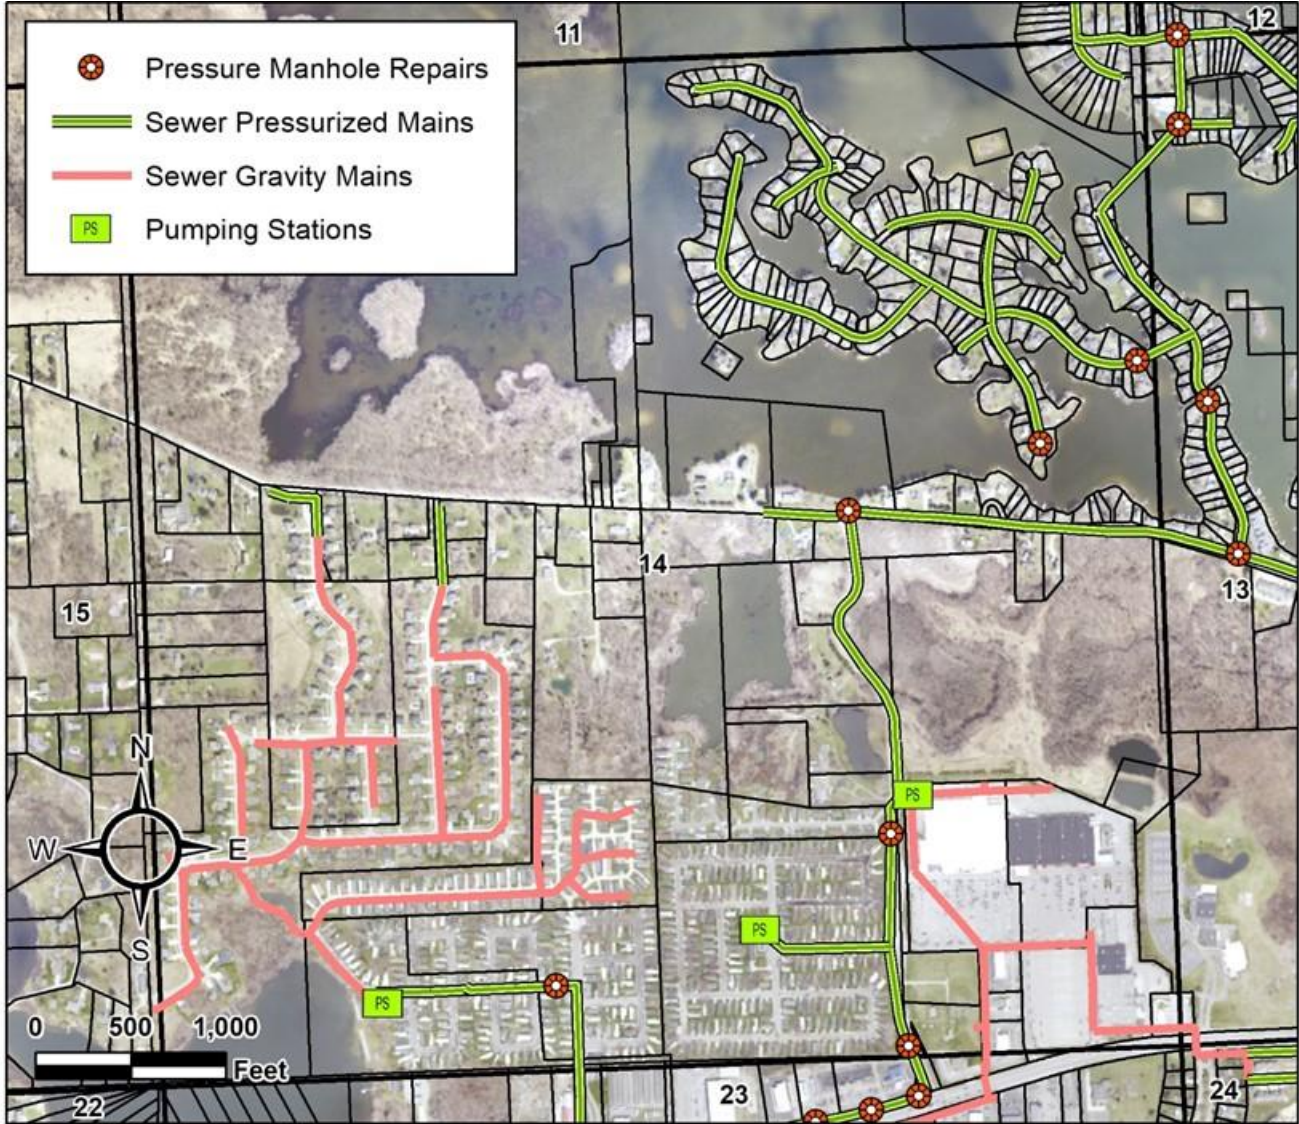 11
12
Pressure Manhole Repairs
Sewer Pressurized Mains
Sewer Gravity Mains
PS
Pumping Stations
14
15
13
N
PS
W
E
PS
S
PS
0
500
1,000
Feet
22
23
24